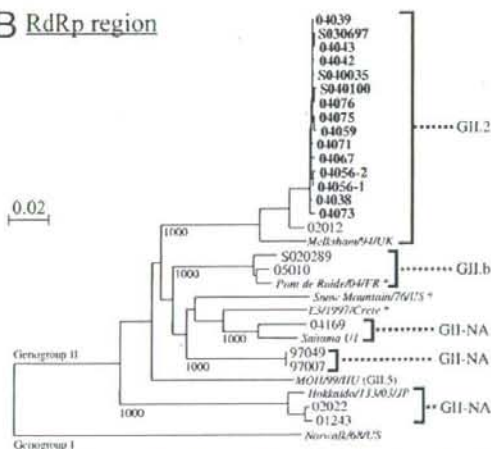 B RdRp region
04039
S030697
04043
04042
S040035
S040100
04076
04075
04059
04071
04067
04056-2
04056-1
04038
04073
GII.2
0.02
02012
1000
Melksham/94/UK
S020289
05010
GII.b
1000
Pont de Roide/04/FR *
Snow Mountain/76/US *
E3/1997/Crete *
04169
GII-NA
1000
Saitama U1
97049
GII-NA
97007
1000
Genogroup II
MOH/99/HU (GII.5)
Hokkaido/133/03/JP
02022
GII-NA
1000
01243
Norwalk/68/US
Genogroup I